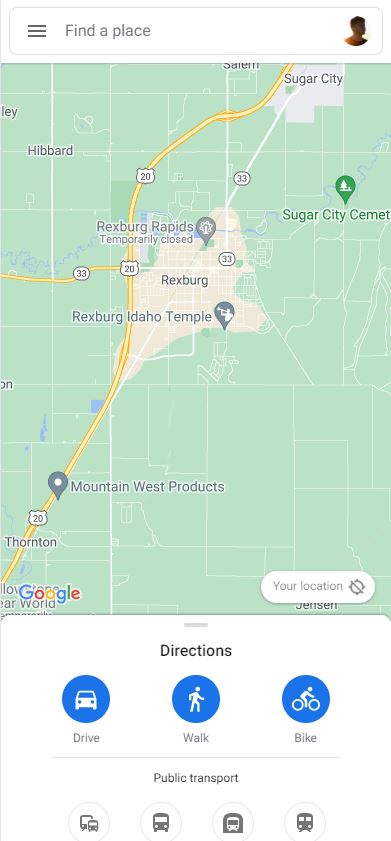 Find a place
Salem
Sugar City
ley
Hibbard
20
33
Sugar City Cemet
Rexburg Rapids
Temporarily closed
33
20
33
Rexburg
Rexburg Idaho Temple
on
Mountain West Products
20
Thornton
Google
ear World
Your location
Jensen
Directions
Drive
Walk
Bike
Public transport